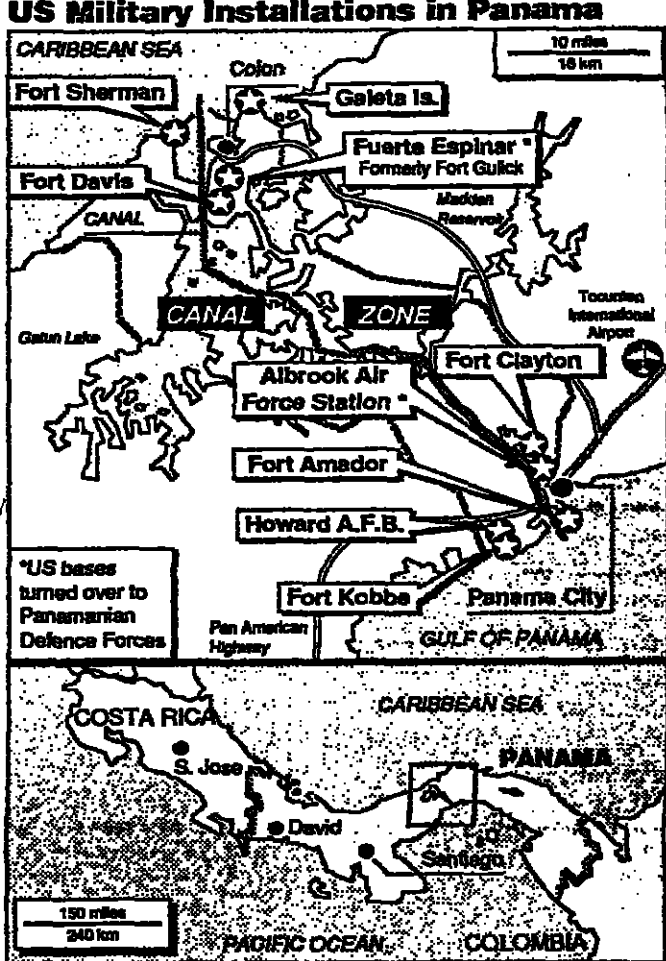 US Military Installations in Panama
CARIBBEAN SEA
10 miles
16 km
Colon
Fort Sherman
Galeta Is.
Fuerte Espinar *
Formerly Fort Gulick
Fort Davis
Madden
Reservoir
CANAL
CANAL
ZONE
Tocumen
International
Airport
Gatun Lake
Fort Clayton
Albrook Air
Force Station *
Fort Amador
Howard A.F.B.
*US bases
turned over to
Panamanian
Defence Forces
Fort Kobbe
Panama City
Pan American
Highway
GULF OF PANAMA
CARIBBEAN SEA
COSTA RICA
PANAMA
S. Jose
David
Santiago
150 miles
240 km
PACIFIC OCEAN
COLOMBIA